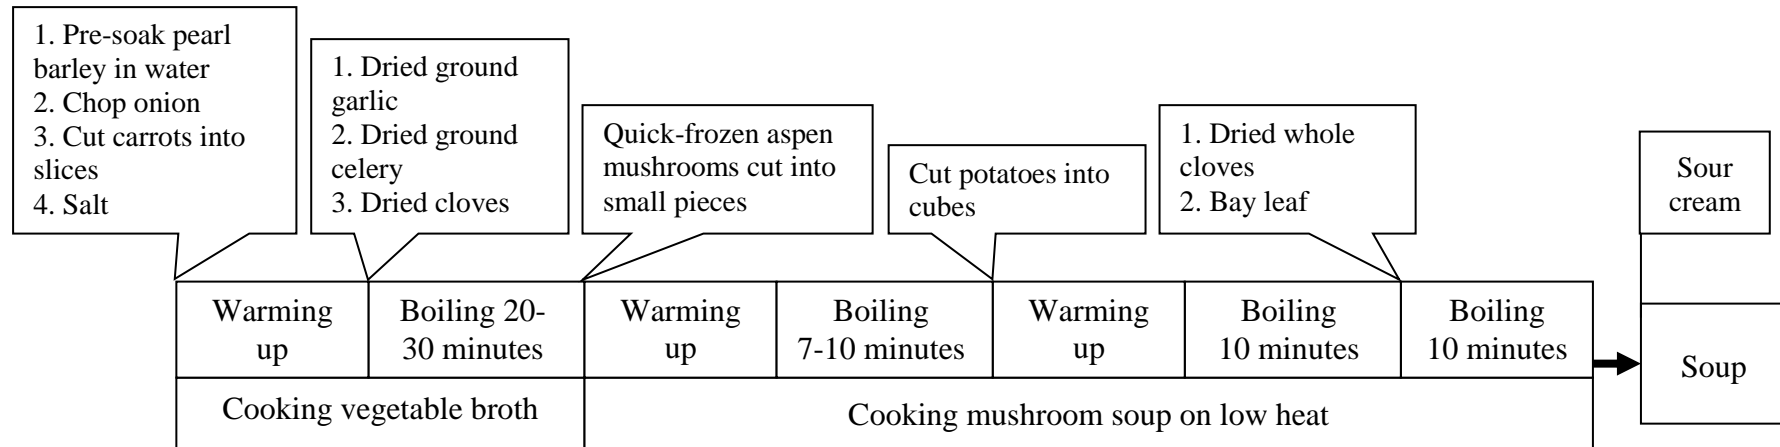 1. Pre-soak pearl
barley in water
2. Chop onion
3. Cut carrots into
slices
4. Salt
1. Dried ground
garlic
2. Dried ground
celery
3. Dried cloves
Quick-frozen aspen
mushrooms cut into
small pieces
Cut potatoes into
cubes
1. Dried whole
cloves
2. Bay leaf
Sour
cream
Warming
up
Boiling 20-
30 minutes
Warming
up
Boiling
7-10 minutes
Warming
up
Boiling
10 minutes
Boiling
10 minutes
Soup
Cooking vegetable broth
Cooking mushroom soup on low heat